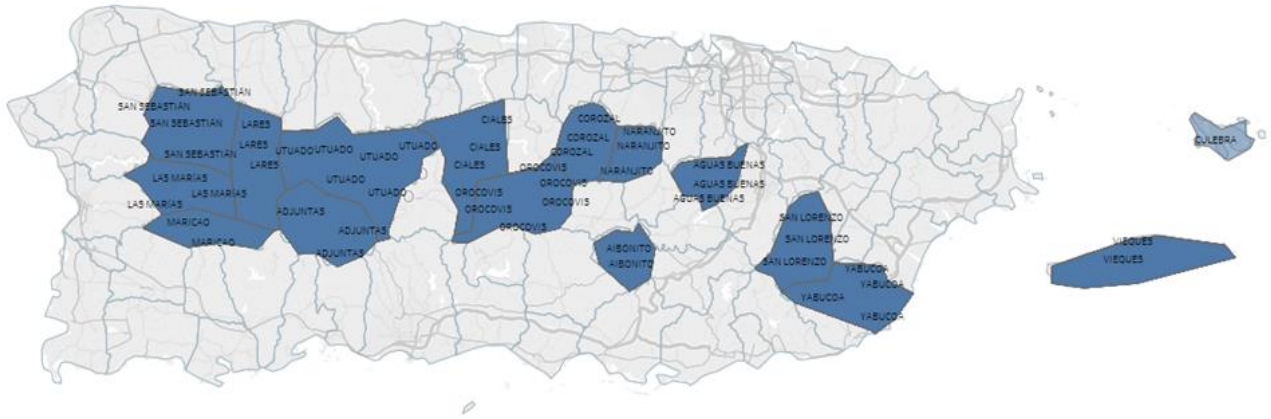 SAN SEBASTIÁN
SAN SEBASTIÁN
SAN SEBASTIÁN
SAN SEBASTIÁN
LARES
LARES
LARES
LAS MARÍAS
LAS MARÍAS
LAS MARÍAS
MARICAO
MARICAO
UTUADO
UTUADO
UTUADO
UTUADO
UTUADO
UTUADO
ADJUNTAS
ADJUNTAS
ADJUNTAS
CIALES
CIALES
CIALES
OROCOVIS
OROCOVIS
OROCOVIS
OROCOVIS
OROCOVIS
OROCOVIS
COROZAL
COROZAL
COROZAL
NARANJITO
NARANJITO
NARANJITO
AGUAS BUENAS
AGUAS BUENAS
AGUAS BUENAS
AIBONITO
AIBONITO
SAN LORENZO
SAN LORENZO
SAN LORENZO
YABUCOA
YABUCOA
YABUCOA
YABUCOA
CULEBRA
VIEQUES
VIEQUES